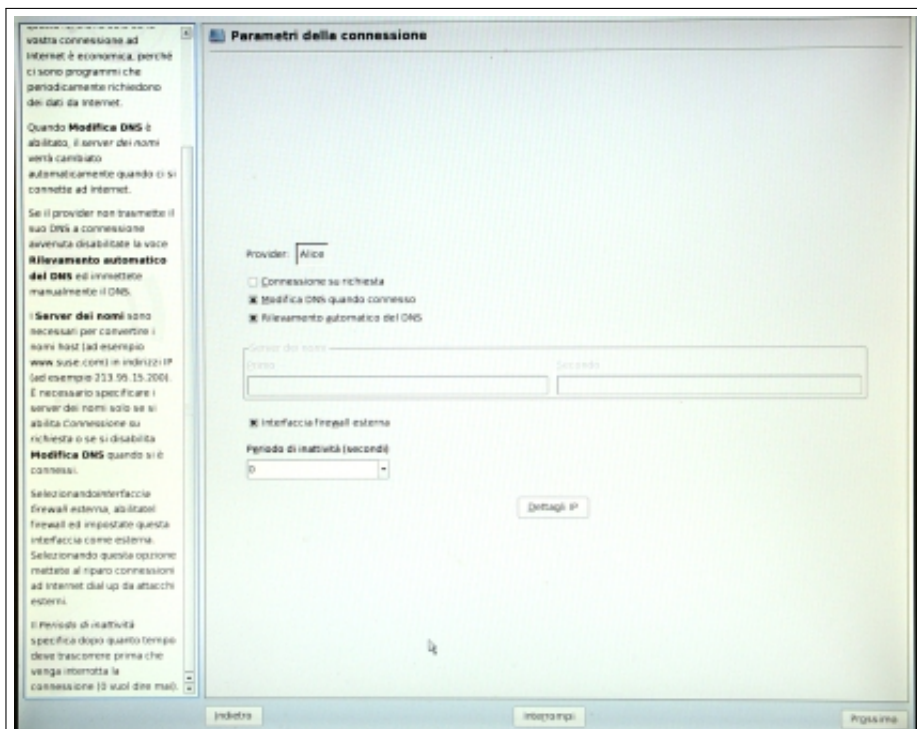 vostra connessione ad
Internet è economica, perché
ci sono programmi che
periodicamente richiedono
dei dati da Internet.
Quando Modifica DNS è
abilitato, il server dei nomi
verrà cambiato
automaticamente quando ci si
connette ad Internet.
Se il provider non trasmette il
suo DNS a connessione
avvenuta disabilitate la voce
Rilevamento automatico
del DNS ed immettete
manualmente il DNS.
I Server dei nomi sono
necessari per convertire i
nomi host (ad esempio
www.suse.com) in indirizzi IP
(ad esempio 213.95.15.200).
È necessario specificare i
server dei nomi solo se si
abilita Connessione su
richiesta o se si disabilita
Modifica DNS quando si è
connessi.
Selezionandointerfaccia
firewall esterna, abilitatel
firewall ed impostate questa
interfaccia come esterna.
Selezionando questa opzione
mettete al riparo connessioni
ad Internet dial up da attacchi
esterni.
Il Periodo di inattività
specifica dopo quanto tempo
deve trascorrere prima che
venga interrotta la
connessione (0 vuol dire mai).
Parametri della connessione
Provider: Alice
Connessione su richiesta
Modifica DNS quando connesso
Rilevamento automatico del DNS
Server dei nomi
Primo Secondo
Interfaccia firewall esterna
Periodo di inattività (secondi)
0
Dettagli IP
Indietro Interrompi Prossimo